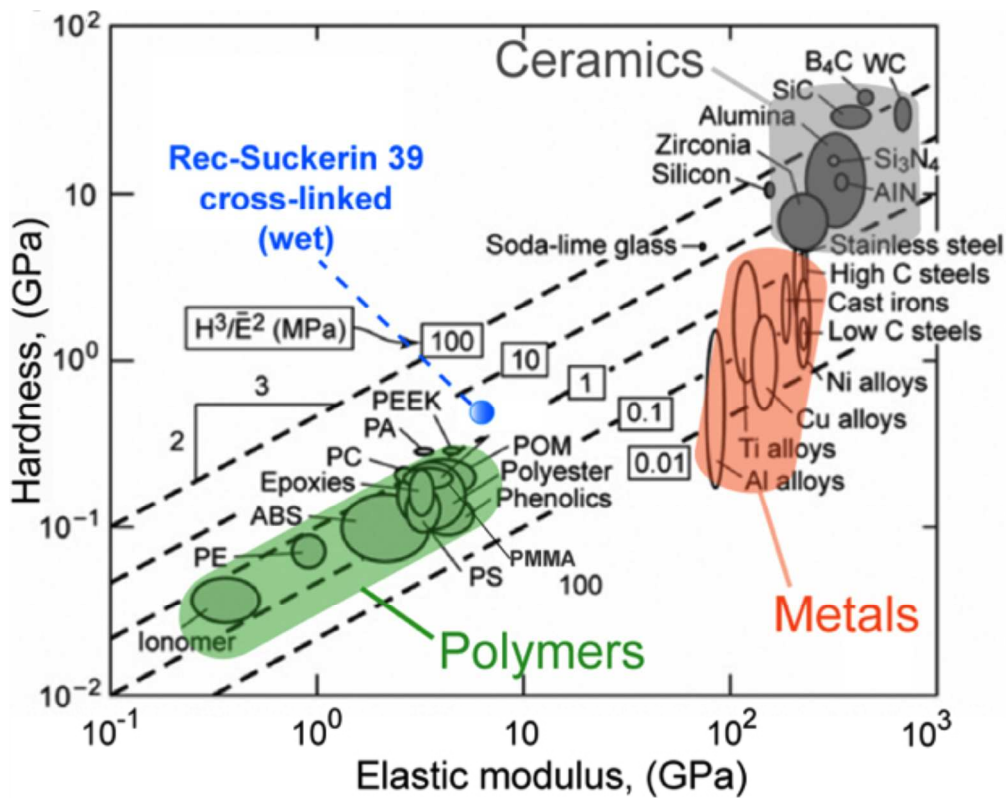 10²
10
10⁰
10⁻¹
10⁻²
Hardness, (GPa)
Ceramics
B₄C WC
SiC
Alumina
Zirconia
Silicon
Si₃N₄
AlN
Soda-lime glass
Stainless steel
High C steels
Cast irons
Low C steels
Ni alloys
Cu alloys
Ti alloys
Al alloys
Metals
Rec-Suckerin 39
cross-linked
(wet)
H³/Ē² (MPa)
100
10
1
0.1
0.01
3
2
PEEK
PA
PC
Epoxies
ABS
PE
Ionomer
POM
Polyester
Phenolics
PMMA
PS
100
Polymers
10⁻¹
10⁰
10
10²
10³
Elastic modulus, (GPa)